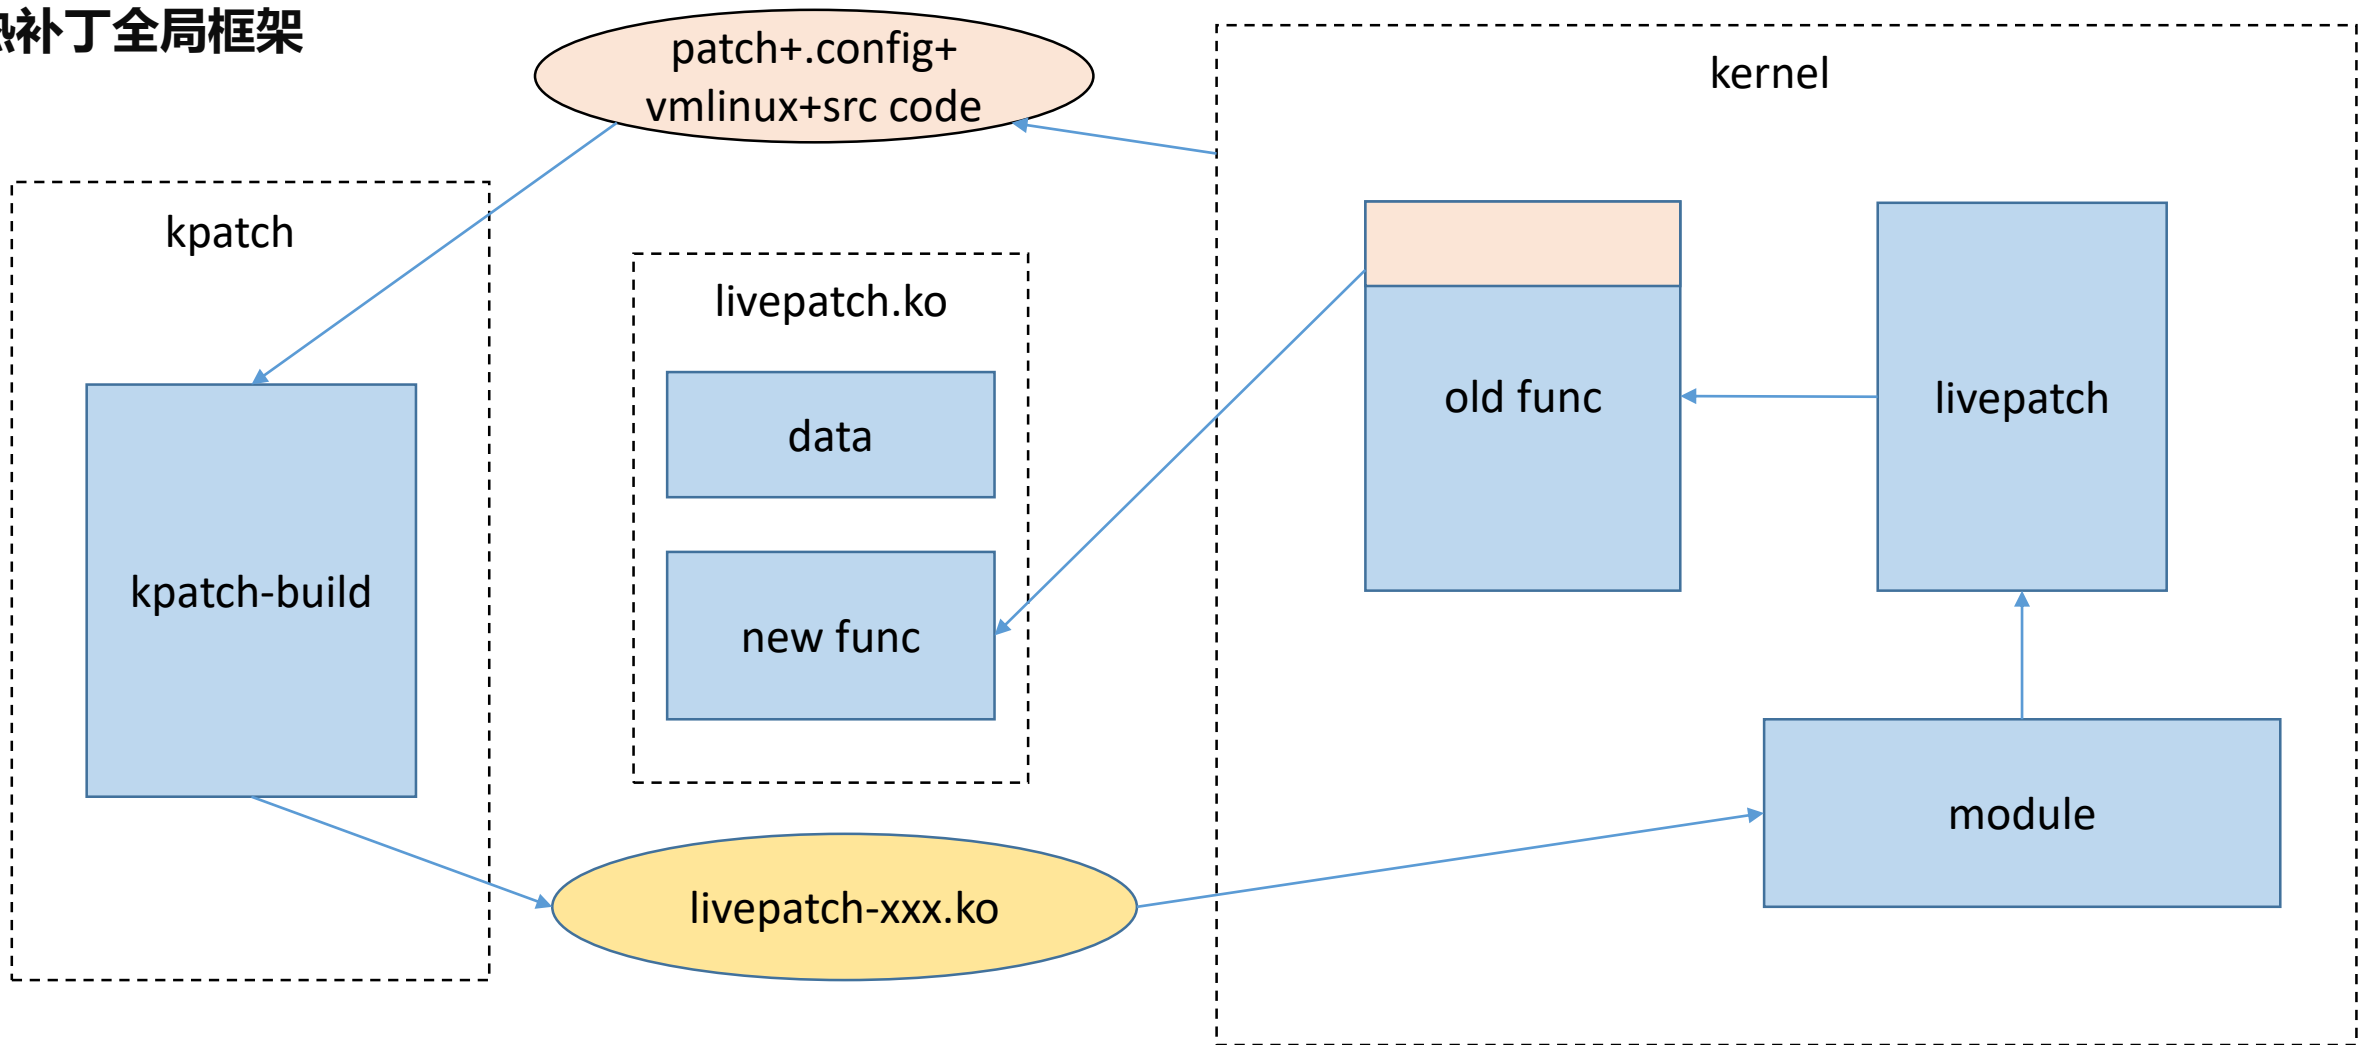 热补丁全局框架
patch+.config+
vmlinux+src code
kernel
kpatch
livepatch.ko
data
new func
old func
livepatch
kpatch-build
module
livepatch-xxx.ko